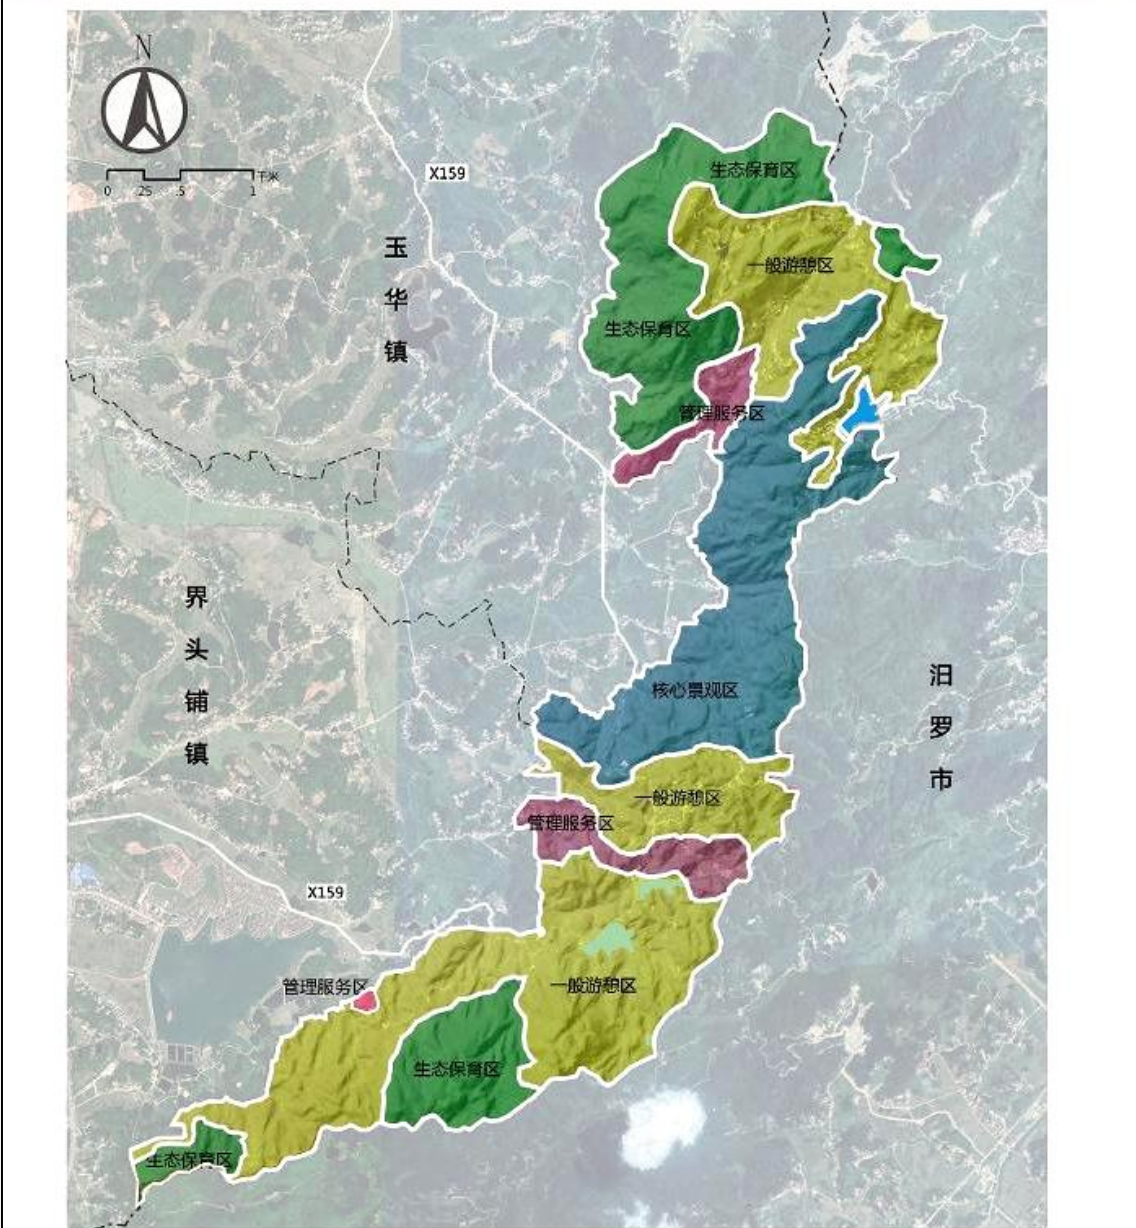 N
千米
0 25 .5 1
X159
生态保育区
玉华镇
一般游憩区
生态保育区
管理服务区
界头铺镇
汨罗市
核心景观区
一般游憩区
管理服务区
X159
管理服务区
一般游憩区
生态保育区
生态保育区